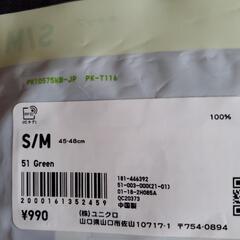 S/M
PKT0575WB-JP PK-T116
100%
S/M 45-48cm
51 Green
2000161352459
¥990
181-446392
51-003-000(21-01)
01-16-2H085A
QC20373
中国製
(株)ユニクロ
山口県山口市佐山10717-1 〒754-0894